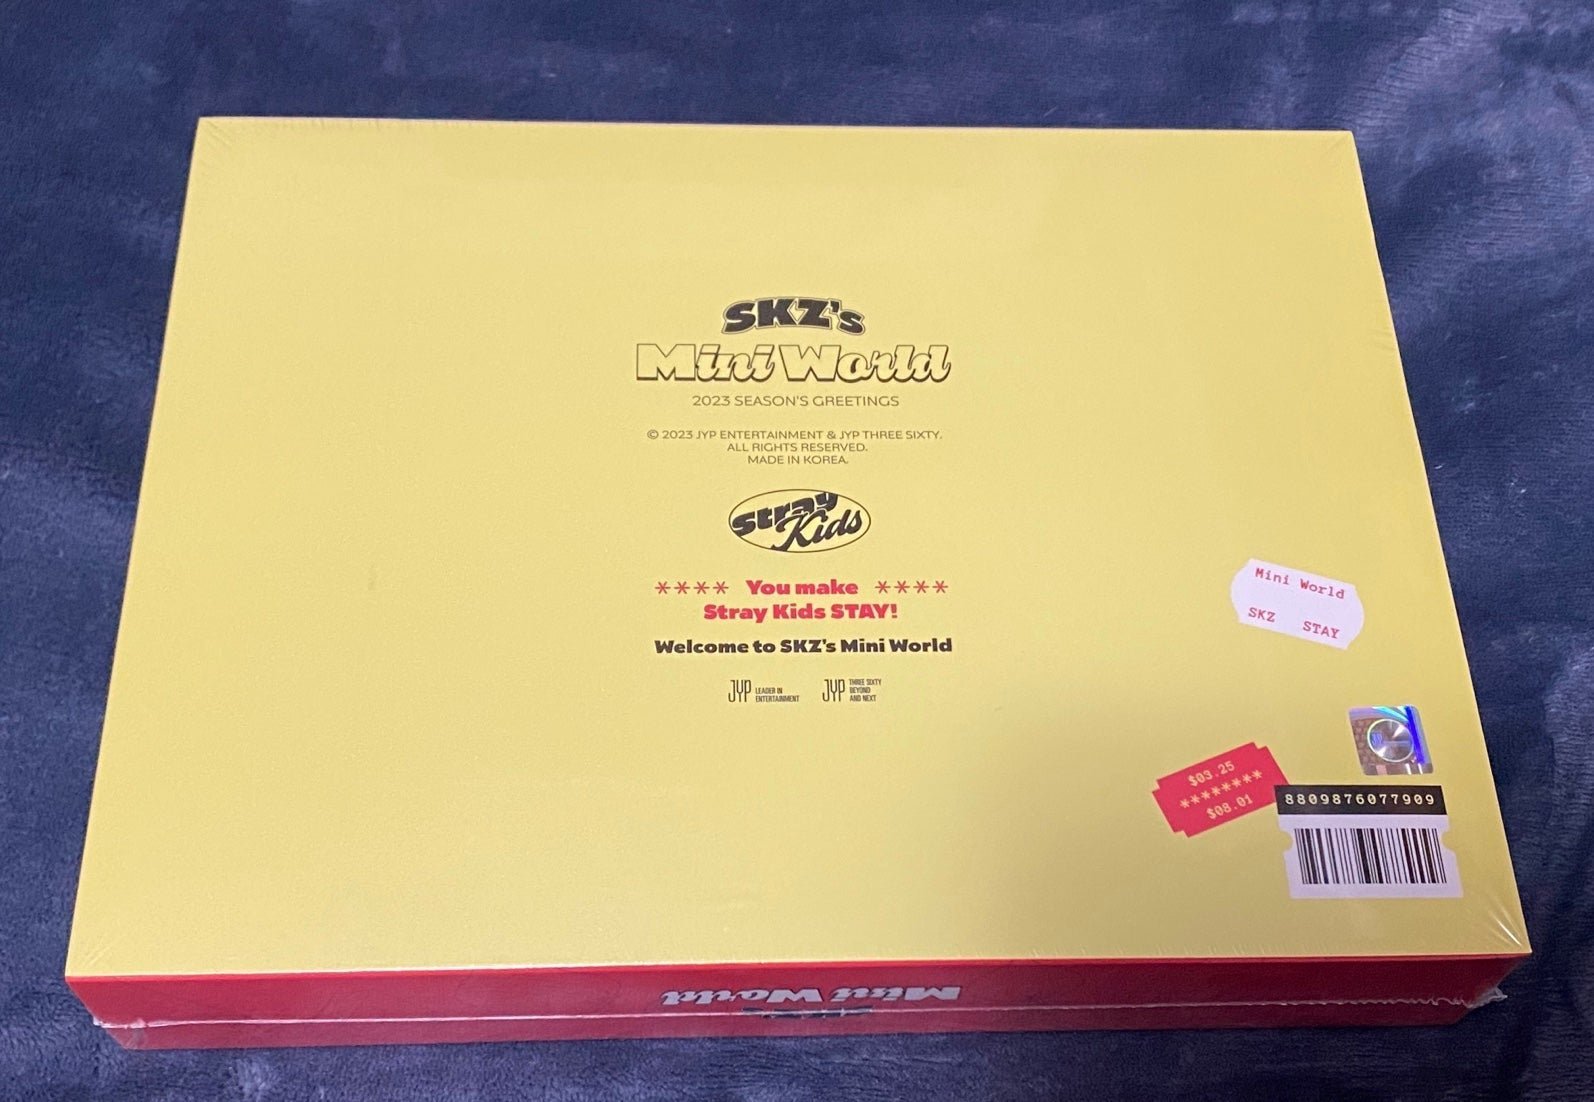 SKZ's
Mini World
2023 SEASON'S GREETINGS
© 2023 JYP ENTERTAINMENT & JYP THREE SIXTY.
ALL RIGHTS RESERVED.
MADE IN KOREA.
Stray
Kids
**** You make ****
Stray Kids STAY!
Welcome to SKZ's Mini World
JYP LEADER IN
ENTERTAINMENT
JYP THREE SIXTY
BEYOND
AND NEXT
Mini World
SKZ STAY
JYP
$03.25
********
$08.01
8809876077909
Mini World